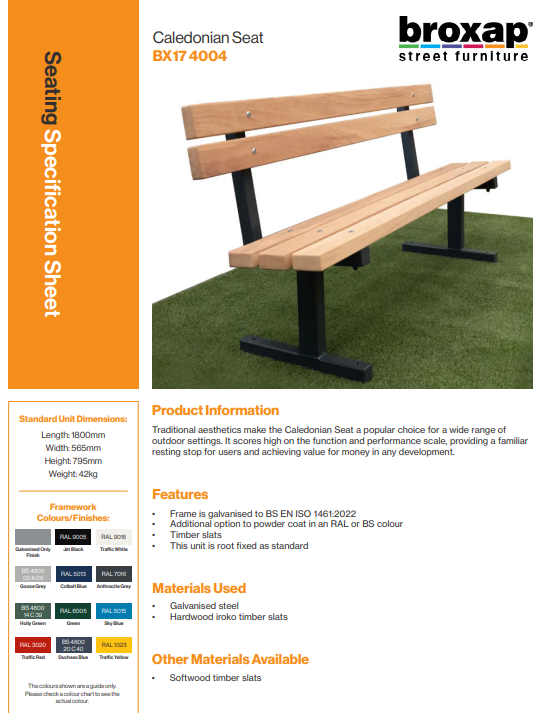 Seating Specification Sheet
Caledonian Seat
BX17 4004
broxap®
street furniture
Standard Unit Dimensions:
Length: 1800mm
Width: 565mm
Height: 795mm
Weight: 42kg
Framework
Colours/Finishes:
RAL 9005
RAL 9016
Galvanised Only
Finish
Jet Black
Traffic White
BS 4800
00 A 05
RAL 5013
RAL 7016
Goose Grey
Colbalt Blue
Anthracite Grey
BS 4800
14 C 39
RAL 6005
RAL 5015
Holly Green
Green
Sky Blue
RAL 3020
BS 4800
20 C 40
RAL 1023
Traffic Red
Duchess Blue
Traffic Yellow
The colours shown are a guide only.
Please check a colour chart to see the
actual colour.
Product Information
Traditional aesthetics make the Caledonian Seat a popular choice for a wide range of
outdoor settings. It scores high on the function and performance scale, providing a familiar
resting stop for users and achieving value for money in any development.
Features
• Frame is galvanised to BS EN ISO 1461:2022
• Additional option to powder coat in an RAL or BS colour
• Timber slats
• This unit is root fixed as standard
Materials Used
• Galvanised steel
• Hardwood iroko timber slats
Other Materials Available
• Softwood timber slats